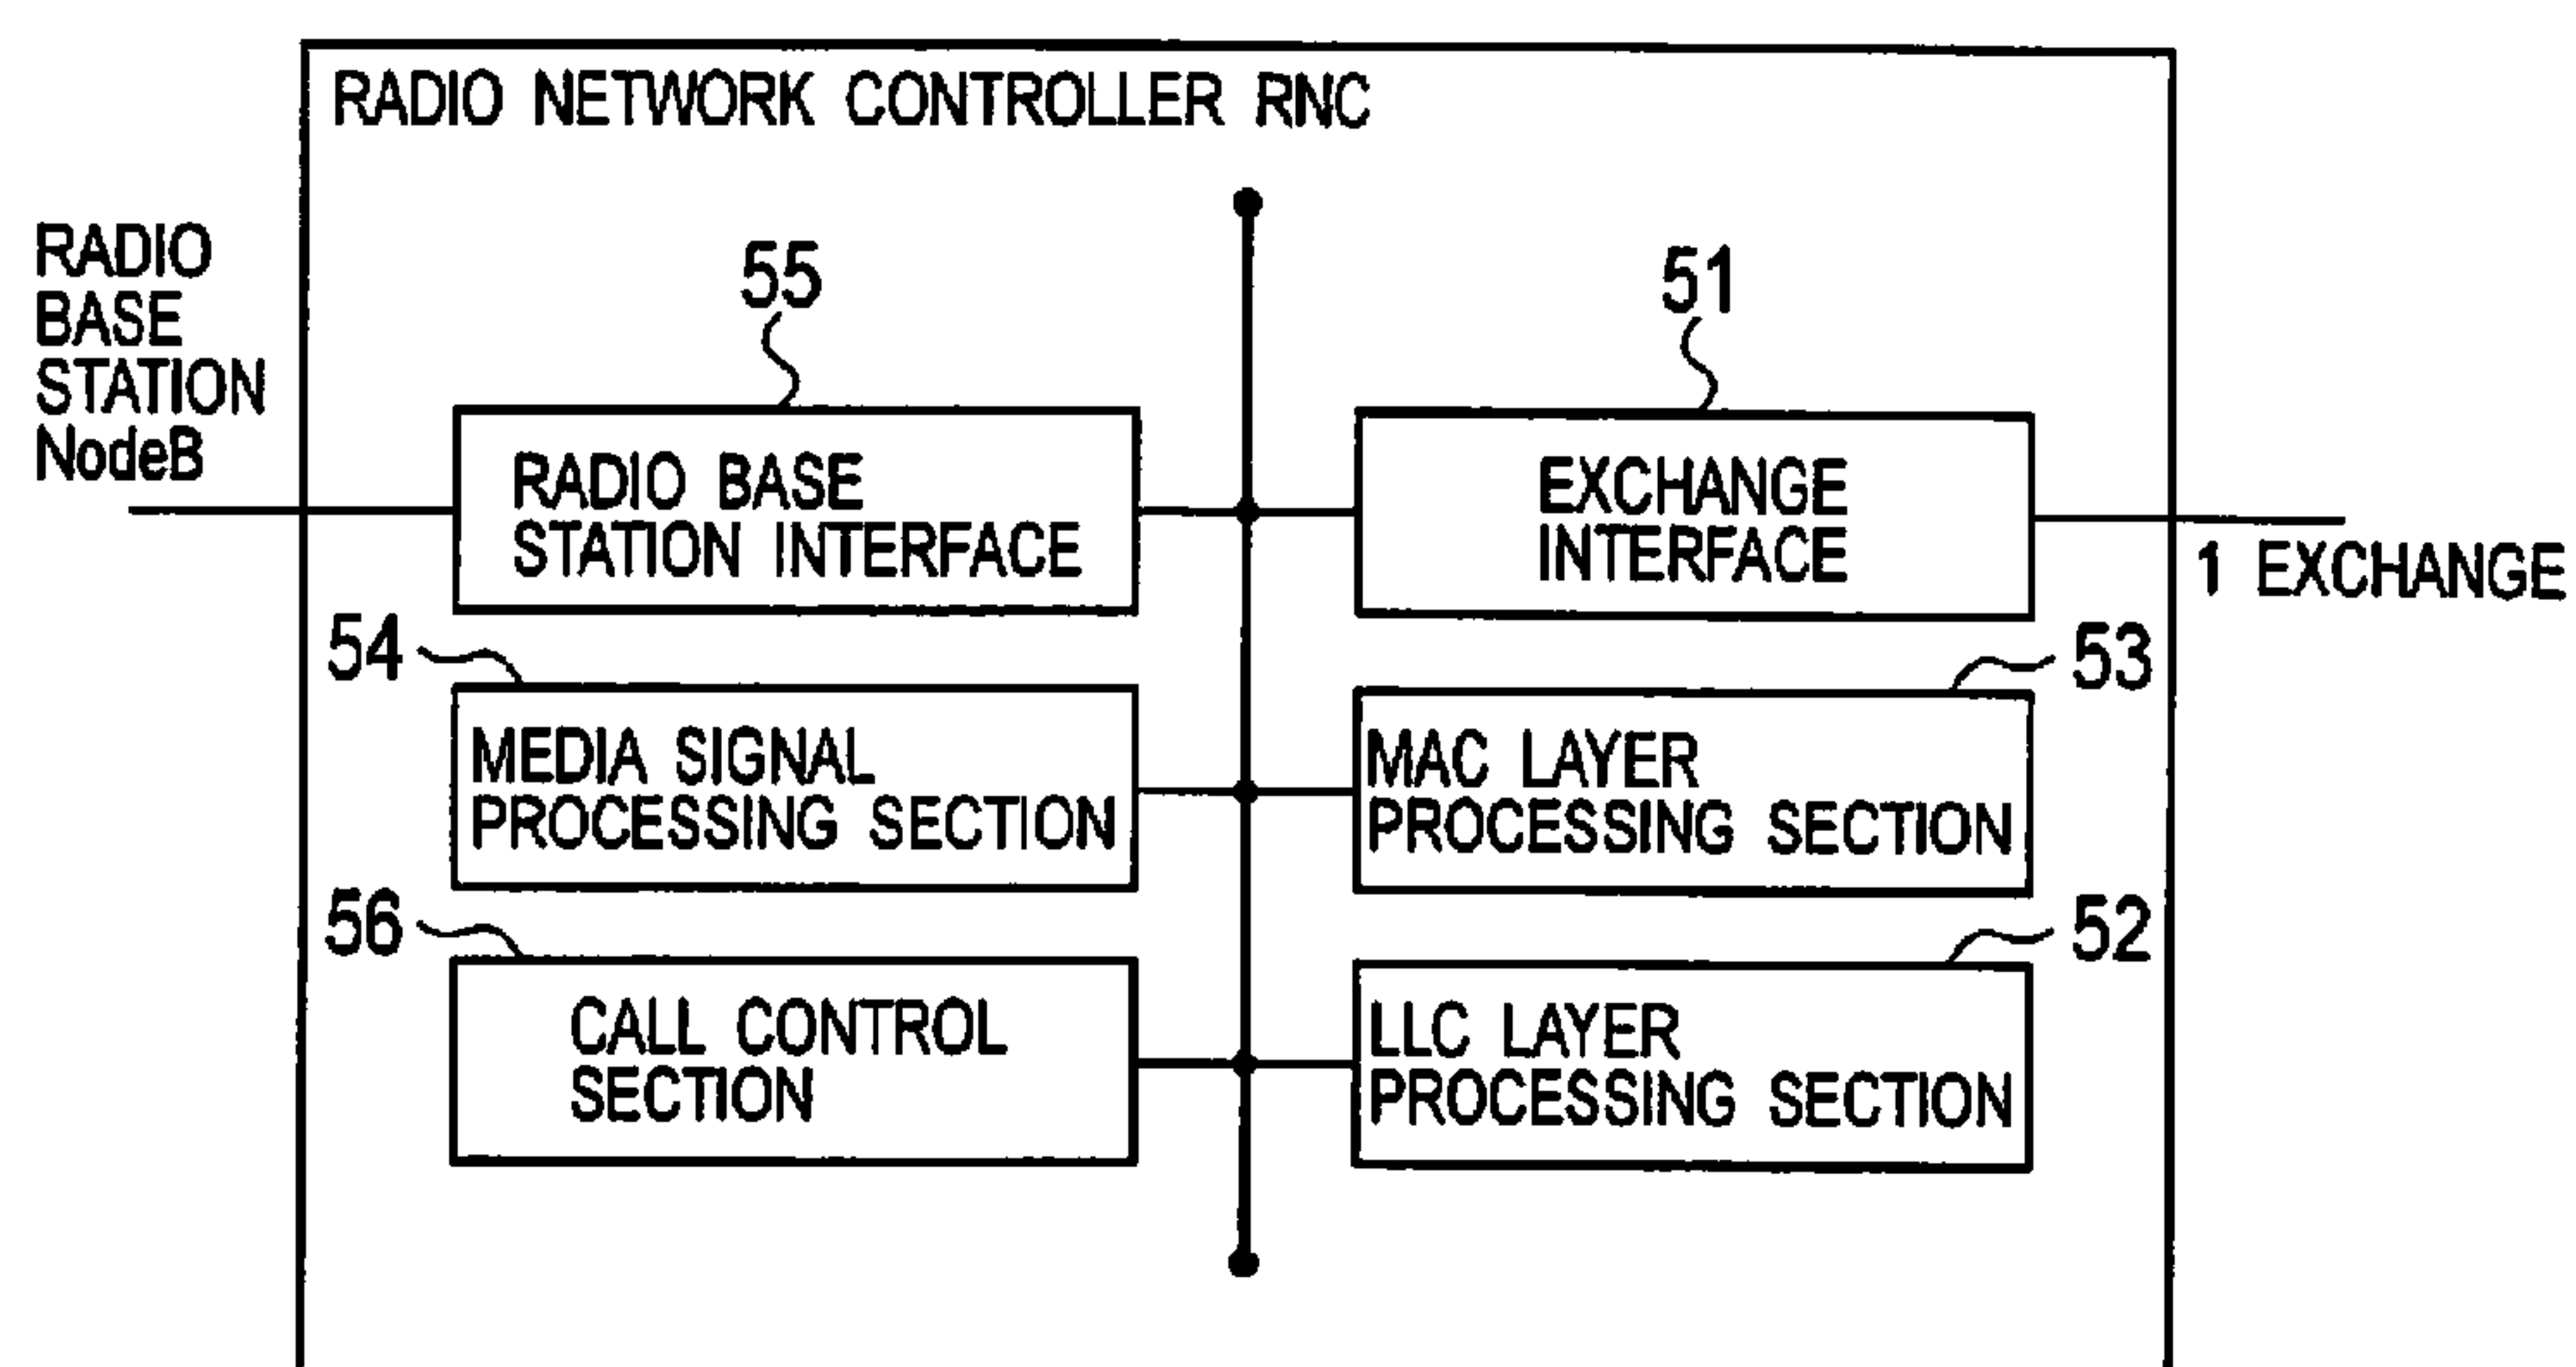 RADIO NETWORK CONTROLLER RNC
RADIO
BASE
STATION
NodeB
55
51
RADIO BASE
STATION INTERFACE
EXCHANGE
INTERFACE
1 EXCHANGE
54
53
MEDIA SIGNAL
PROCESSING SECTION
MAC LAYER
PROCESSING SECTION
56
52
CALL CONTROL
SECTION
LLC LAYER
PROCESSING SECTION